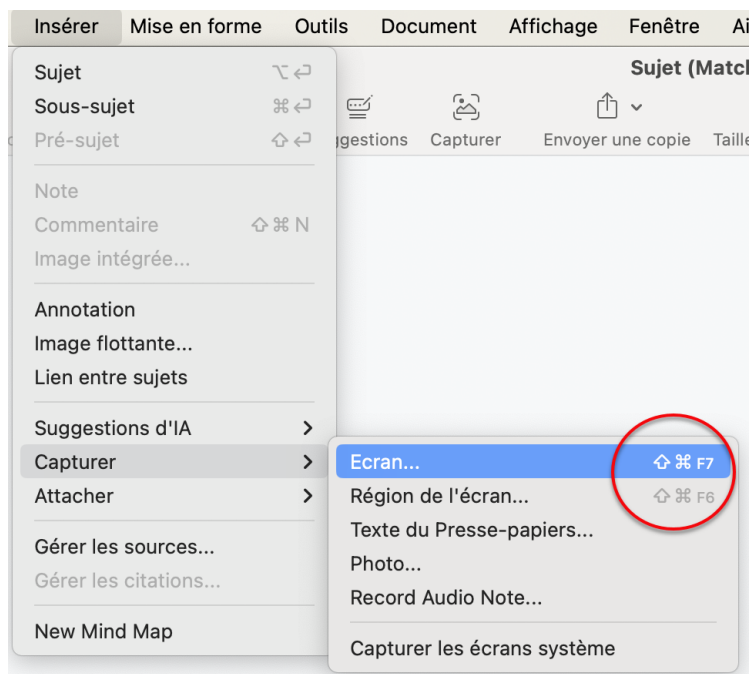 Insérer Mise en forme Outils Document Affichage Fenêtre
Sujet (Matcl
Sujet ⌥ ↩
Sous-sujet ⌘ ↩
Pré-sujet ⇧ ↩
ggestions Capturer Envoyer une copie Taille
Note
Commentaire ⇧ ⌘ N
Image intégrée...
Annotation
Image flottante...
Lien entre sujets
Suggestions d'IA
Capturer
Attacher
Gérer les sources...
Gérer les citations...
New Mind Map
Ecran... ⇧ ⌘ F7
Région de l'écran... ⇧ ⌘ F6
Texte du Presse-papiers...
Photo...
Record Audio Note...
Capturer les écrans système